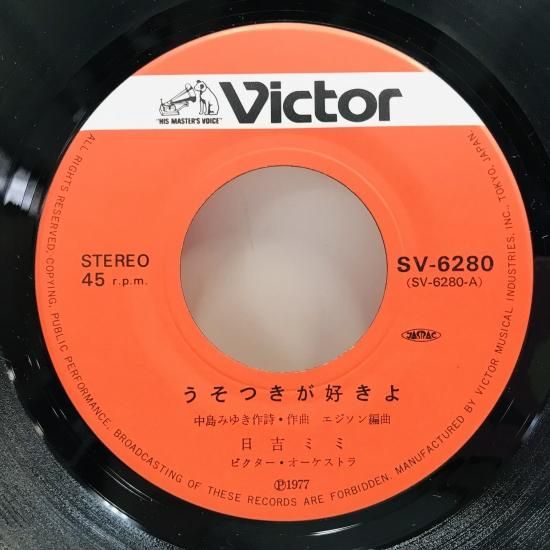 "HIS MASTER'S VOICE"
Victor
STEREO
45 r.p.m.
SV-6280
(SV-6280-A)
JASRAC
うそつきが好きよ
中島みゆき作詩・作曲 エジソン編曲
日吉ミミ
ビクター・オーケストラ
Ⓟ1977
ALL RIGHTS RESERVED. COPYING, PUBLIC PERFORMANCE, BROADCASTING OF THESE RECORDS ARE FORBIDDEN. MANUFACTURED BY VICTOR MUSICAL INDUSTRIES, INC., TOKYO, JAPAN.